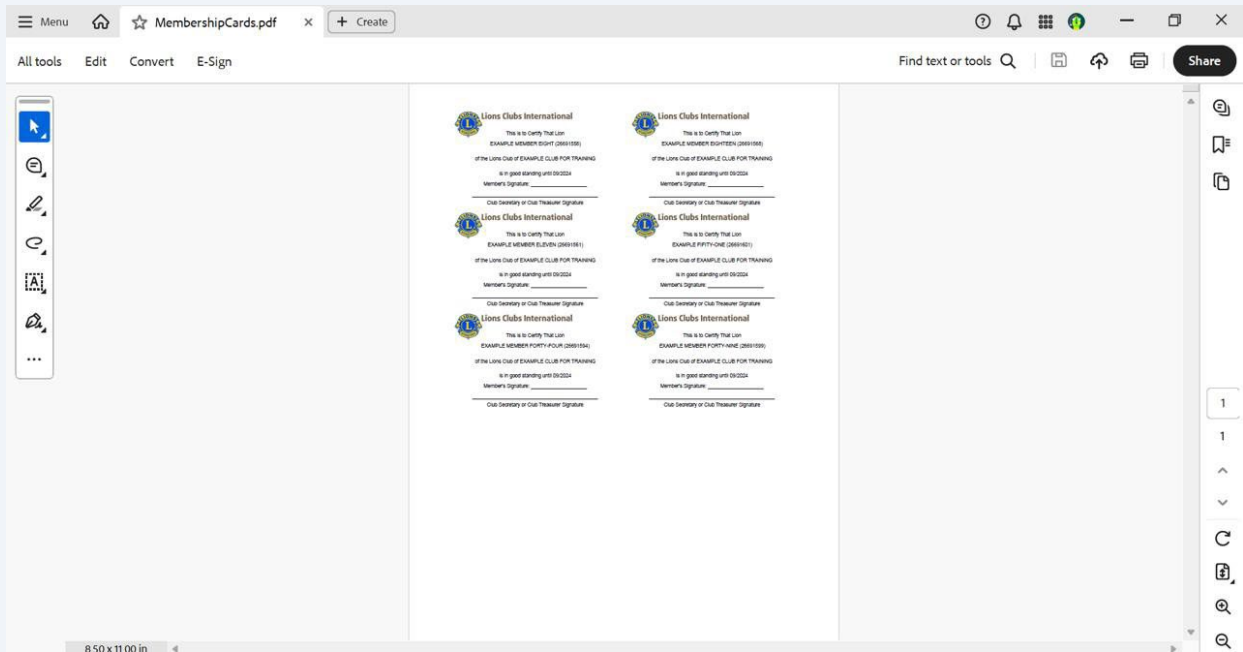 Menu
MembershipCards.pdf
+ Create
All tools
Edit
Convert
E-Sign
Find text or tools
Share
Lions Clubs International
This is to Certify That Lion
EXAMPLE MEMBER EIGHT (26691558)
of the Lions Club of EXAMPLE CLUB FOR TRAINING
is in good standing until 09/2024
Member's Signature:
Club Secretary or Club Treasurer Signature
Lions Clubs International
This is to Certify That Lion
EXAMPLE MEMBER EIGHTEEN (26691568)
of the Lions Club of EXAMPLE CLUB FOR TRAINING
is in good standing until 09/2024
Member's Signature:
Club Secretary or Club Treasurer Signature
Lions Clubs International
This is to Certify That Lion
EXAMPLE MEMBER ELEVEN (26691561)
of the Lions Club of EXAMPLE CLUB FOR TRAINING
is in good standing until 09/2024
Member's Signature:
Club Secretary or Club Treasurer Signature
Lions Clubs International
This is to Certify That Lion
EXAMPLE FIFITY-ONE (26691601)
of the Lions Club of EXAMPLE CLUB FOR TRAINING
is in good standing until 09/2024
Member's Signature:
Club Secretary or Club Treasurer Signature
Lions Clubs International
This is to Certify That Lion
EXAMPLE MEMBER FORTY-FOUR (26691594)
of the Lions Club of EXAMPLE CLUB FOR TRAINING
is in good standing until 09/2024
Member's Signature:
Club Secretary or Club Treasurer Signature
Lions Clubs International
This is to Certify That Lion
EXAMPLE MEMBER FORTY-NINE (26691599)
of the Lions Club of EXAMPLE CLUB FOR TRAINING
is in good standing until 09/2024
Member's Signature:
Club Secretary or Club Treasurer Signature
1
1
8.50 x 11.00 in